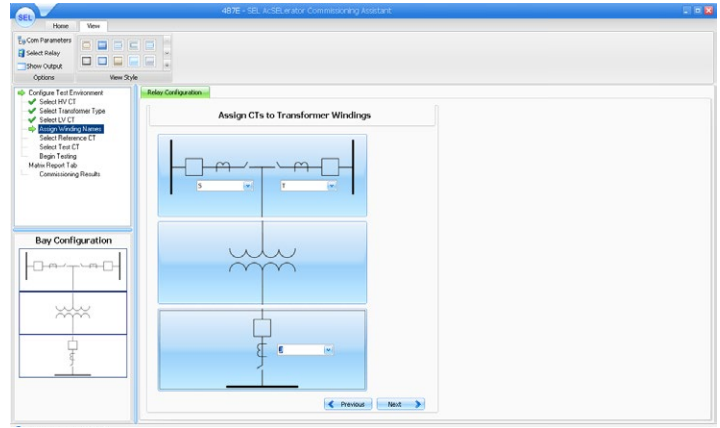 4B7E - SEL AcSELerator Commissioning Assistant
SEL
Home View
Com Parameters
Select Relay
Show Output
Options View Style
Configure Test Environment
Select HV CT
Select Transformer Type
Select LV CT
Assign Winding Names
Select Reference CT
Select Test CT
Begin Testing
Matrix Report Tab
Commissioning Results
Bay Configuration
Relay Configuration
Assign CTs to Transformer Windings
S T
Previous Next